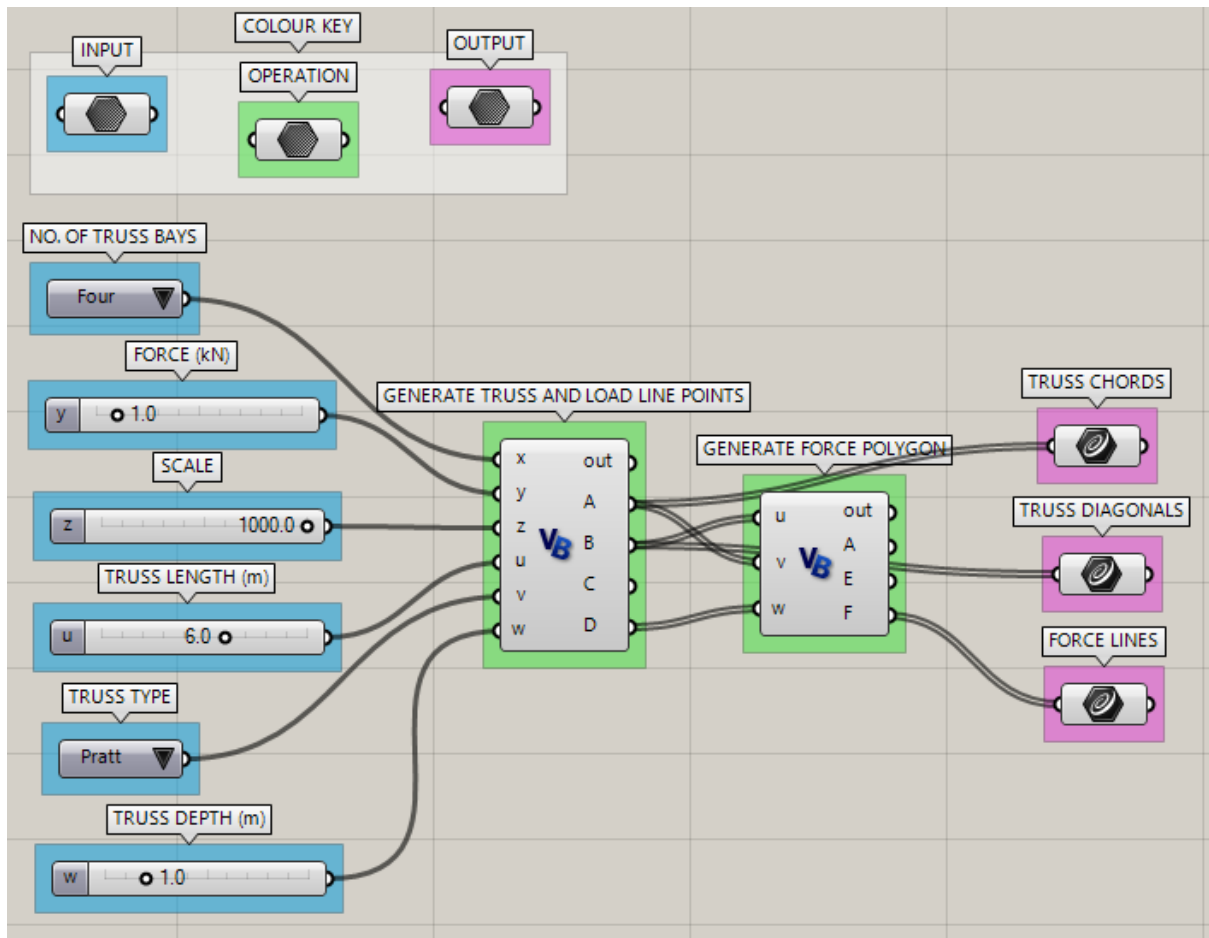 COLOUR KEY
INPUT
OPERATION
OUTPUT
NO. OF TRUSS BAYS
Four
FORCE (kN)
y 1.0
SCALE
z 1000.0
TRUSS LENGTH (m)
u 6.0
TRUSS TYPE
Pratt
TRUSS DEPTH (m)
w 1.0
GENERATE TRUSS AND LOAD LINE POINTS
x out
y A
z
VB
B
u
C
v
D
w
GENERATE FORCE POLYGON
u out
A
v
VB
E
w F
TRUSS CHORDS
TRUSS DIAGONALS
FORCE LINES